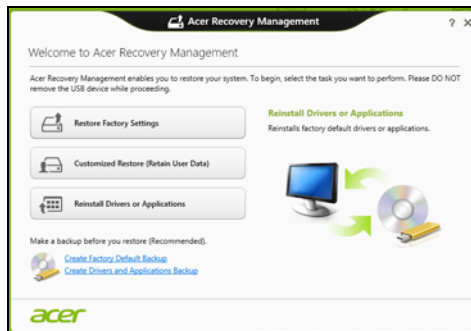 Acer Recovery Management
? X
Welcome to Acer Recovery Management
Acer Recovery Management enables you to restore your system. To begin, select the task you want to perform. Please DO NOT
remove the USB device while proceeding.
Restore Factory Settings
Customized Restore (Retain User Data)
Reinstall Drivers or Applications
Reinstall Drivers or Applications
Reinstalls factory default drivers or applications.
Make a backup before you restore (Recommended).
Create Factory Default Backup
Create Drivers and Applications Backup
acer